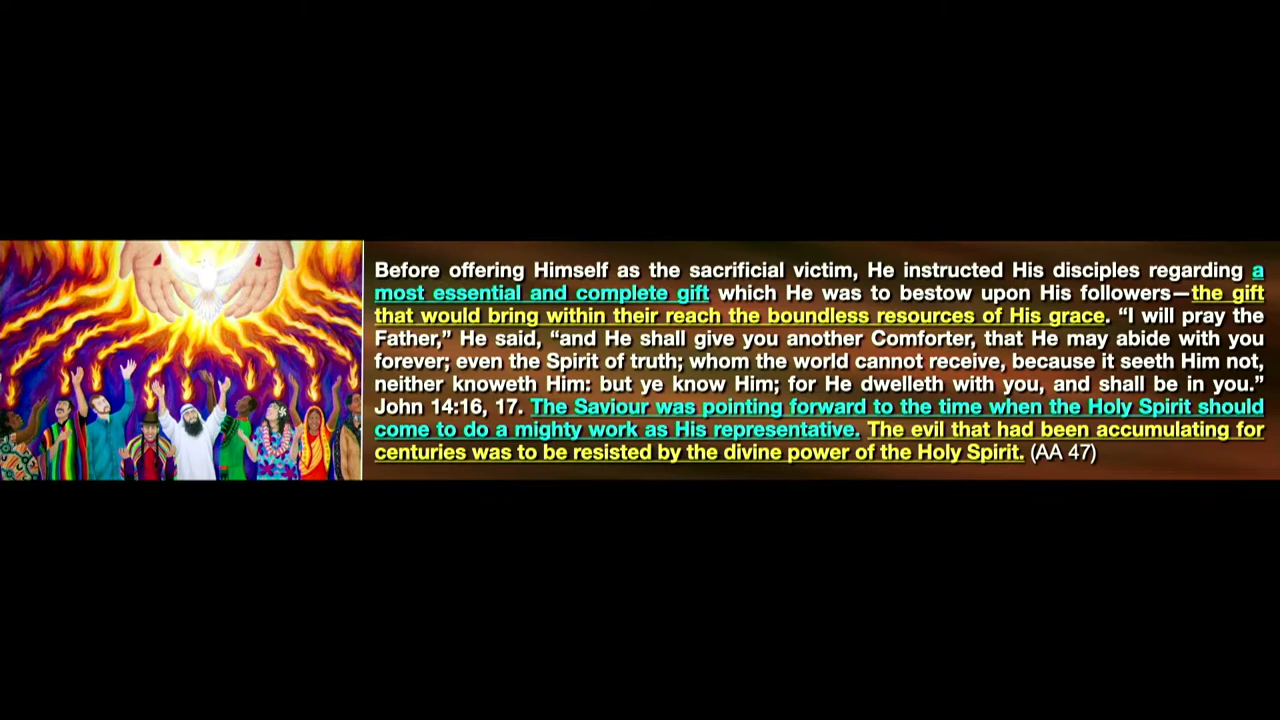 Before offering Himself as the sacrificial victim, He instructed His disciples regarding a
most essential and complete gift which He was to bestow upon His followers—the gift
that would bring within their reach the boundless resources of His grace. “I will pray the
Father,” He said, “and He shall give you another Comforter, that He may abide with you
forever; even the Spirit of truth; whom the world cannot receive, because it seeth Him not,
neither knoweth Him: but ye know Him; for He dwelleth with you, and shall be in you.”
John 14:16, 17. The Saviour was pointing forward to the time when the Holy Spirit should
come to do a mighty work as His representative. The evil that had been accumulating for
centuries was to be resisted by the divine power of the Holy Spirit. (AA 47)